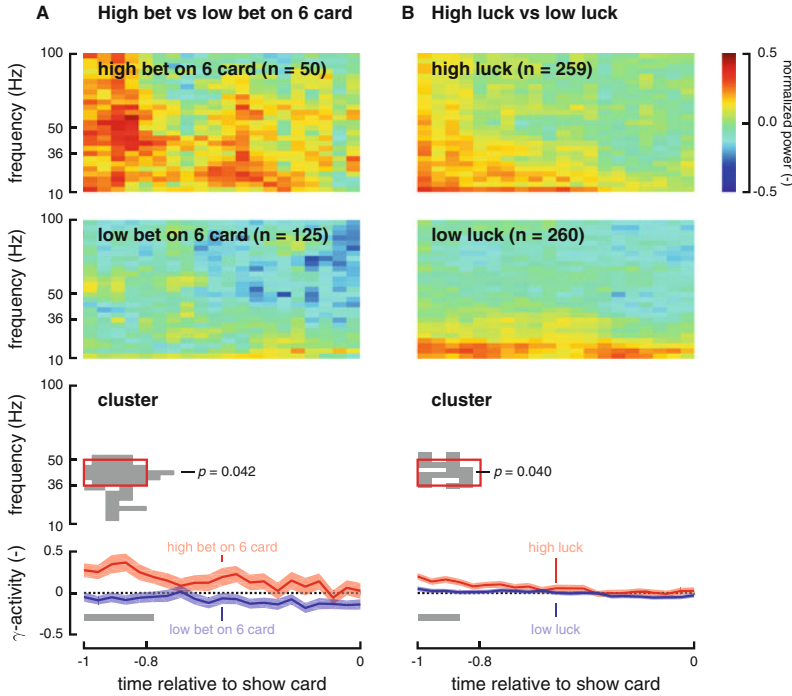 A High bet vs low bet on 6 card
B High luck vs low luck
frequency (Hz)
100
50
36
10
high bet on 6 card (n = 50)
high luck (n = 259)
0.5
0.0
-0.5
normalized power (-)
frequency (Hz)
100
50
36
10
low bet on 6 card (n = 125)
low luck (n = 260)
frequency (Hz)
100
50
36
10
cluster
p = 0.042
cluster
p = 0.040
γ-activity (-)
0.5
0
-0.5
high bet on 6 card
low bet on 6 card
high luck
low luck
-1 -0.8 0
time relative to show card
-1 -0.8 0
time relative to show card